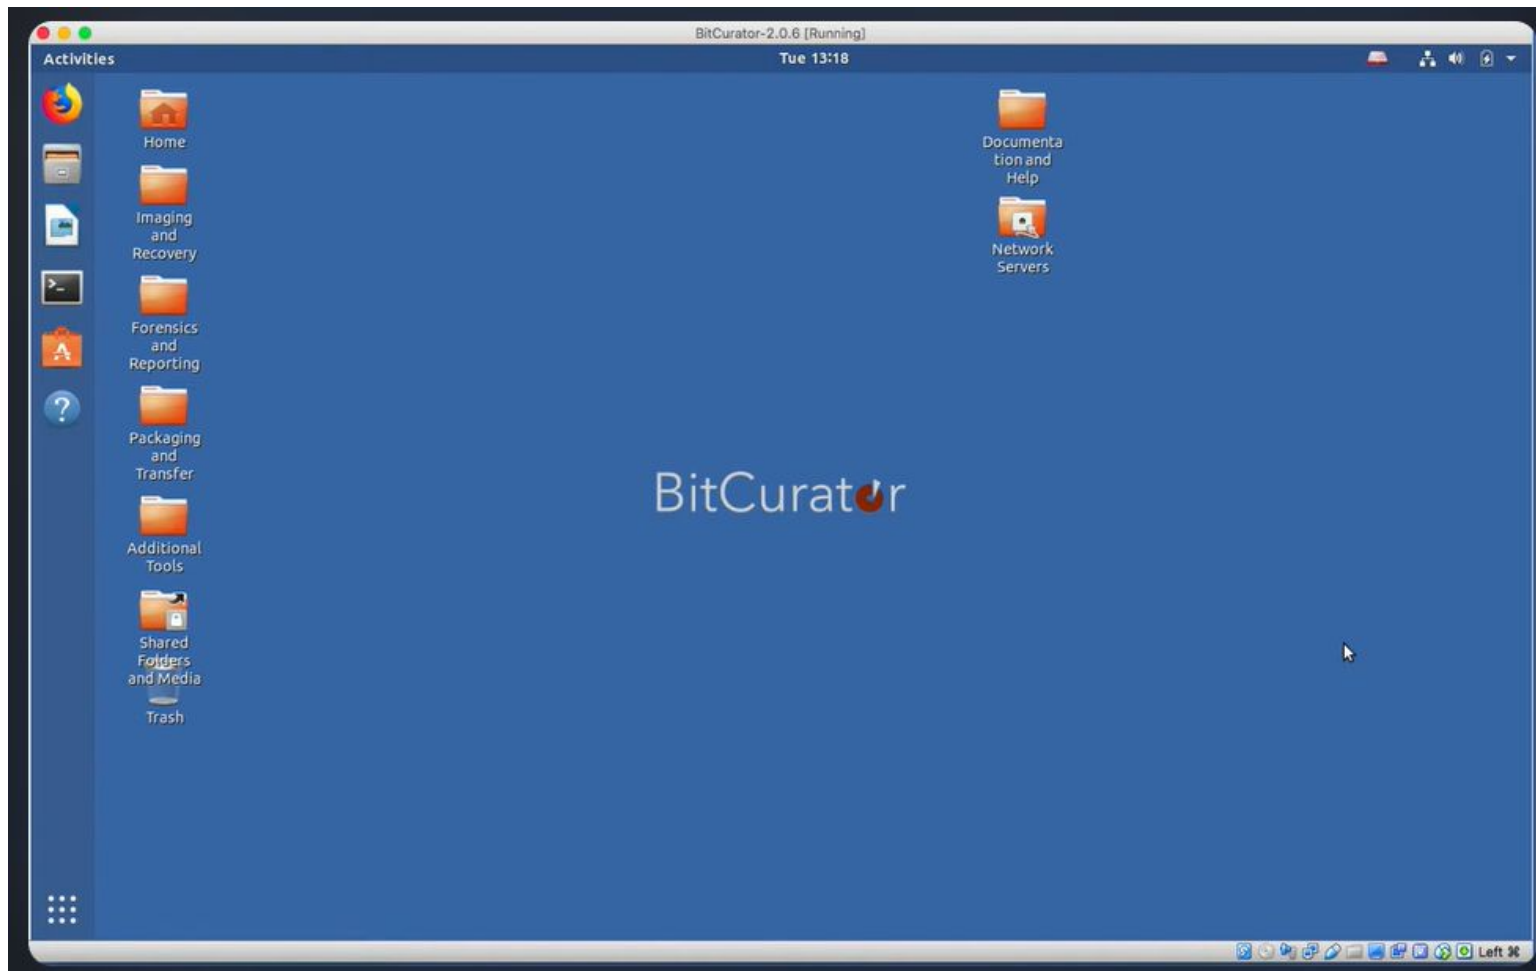 BitCurator-2.0.6 [Running]
Activities
Tue 13:18
Home
Imaging
and
Recovery
Forensics
and
Reporting
Packaging
and
Transfer
Additional
Tools
Shared
Folders
and Media
Trash
Documenta
tion and
Help
Network
Servers
BitCurator
Left ⌘